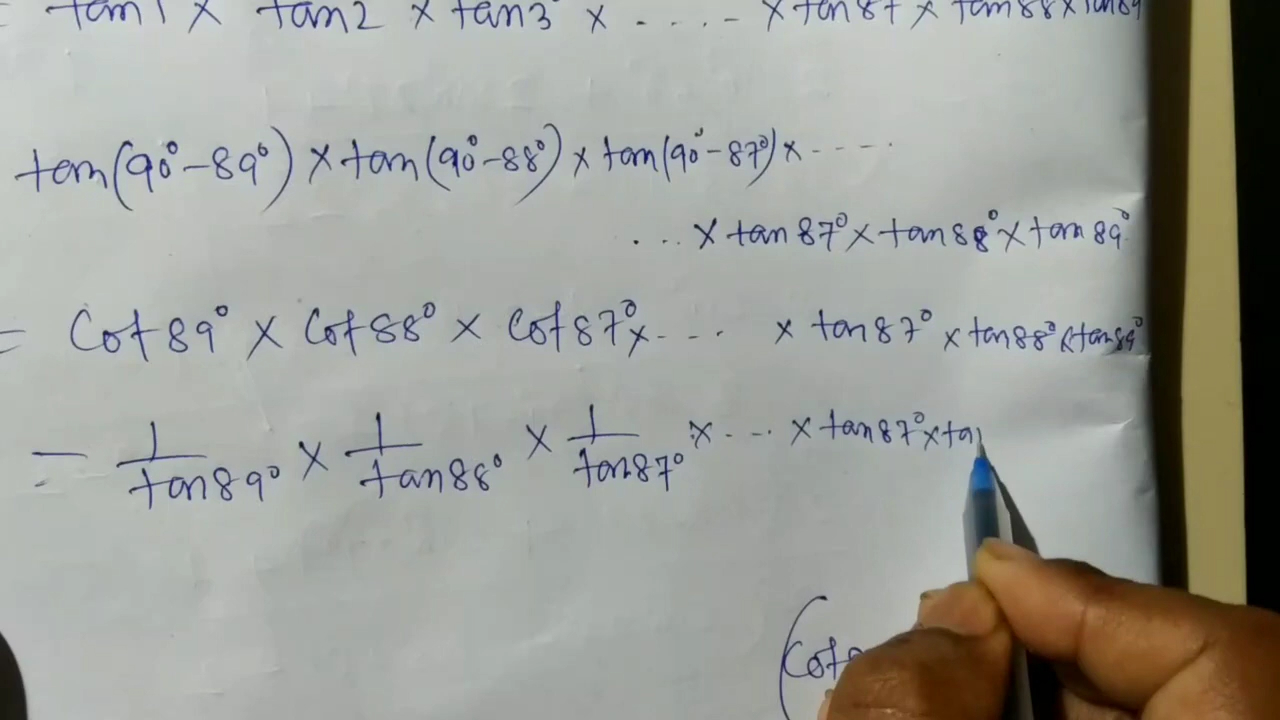 tan1 × tan2 × tan3° × ..... × tan87 × tan88 × tan89
tan(90° - 89°) × tan(90° - 88°) × tan(90° - 87°) × .....
... × tan87° × tan88° × tan89°
= Cot89° × Cot88° × Cot87° × .... × tan87° × tan88° × tan89°
= 1/tan89° × 1/tan88° × 1/tan87° × .... × tan87° × ta
(Cot